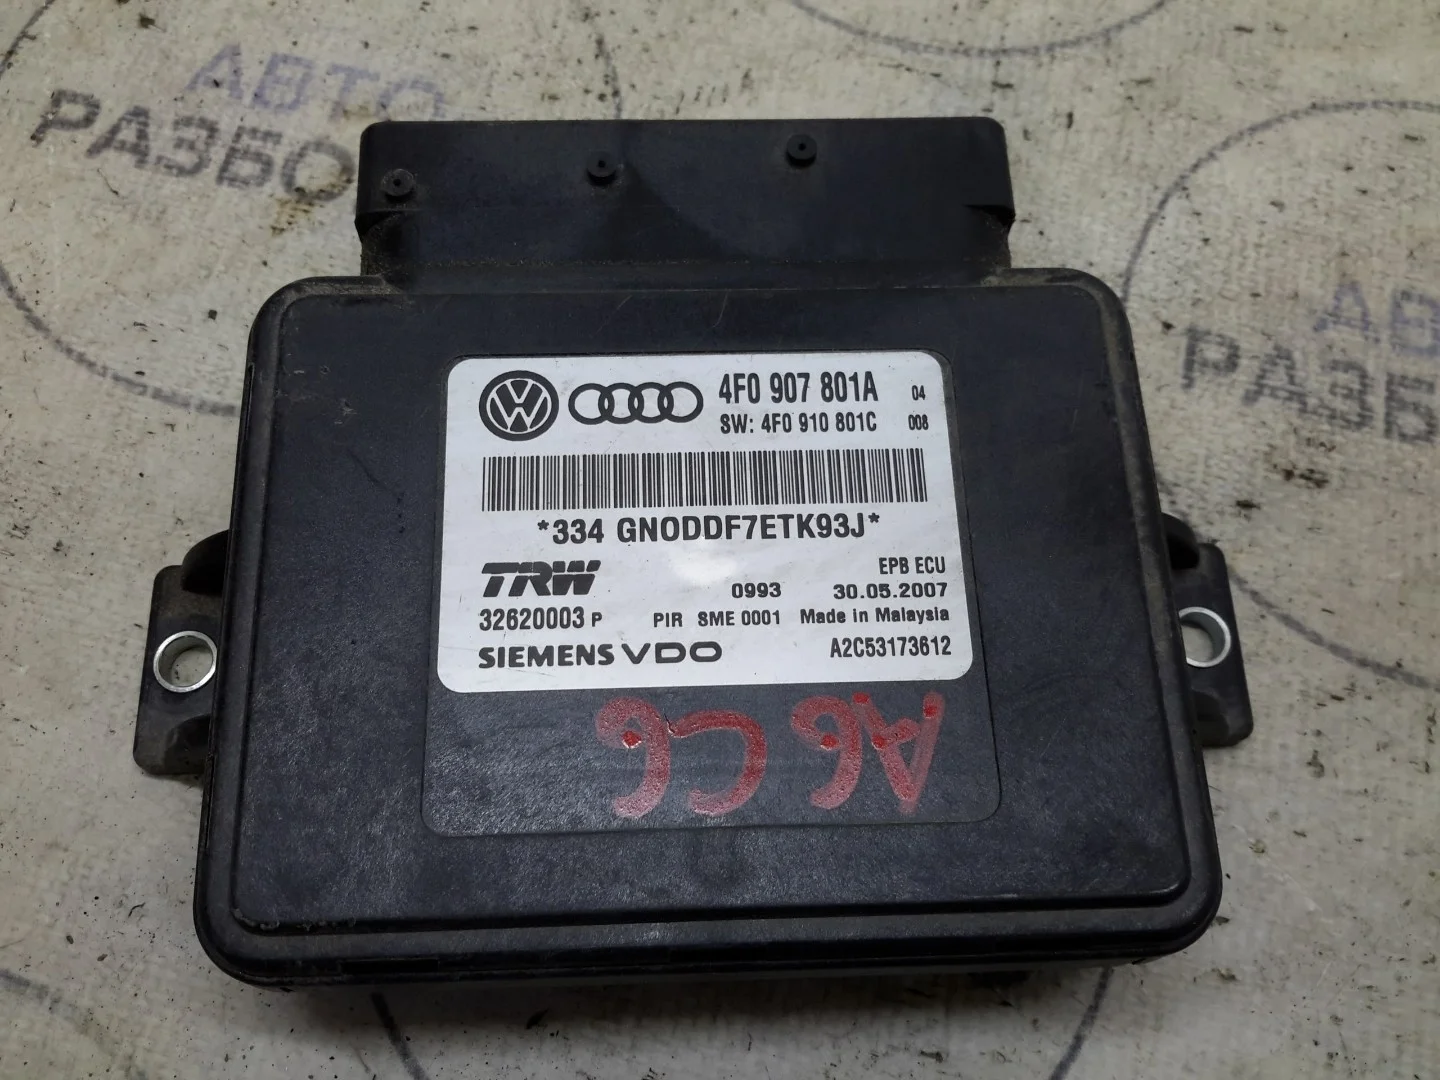 АВТО
РАЗБО
АВ
РАЗБ
4F0 907 801A 04
SW: 4F0 910 801C 008
*334 GNODDF7ETK93J*
TRW EPB ECU
0993 30.05.2007
32620003 P PIR SME 0001 Made in Malaysia
SIEMENS VDO A2C53173612
A6 C6